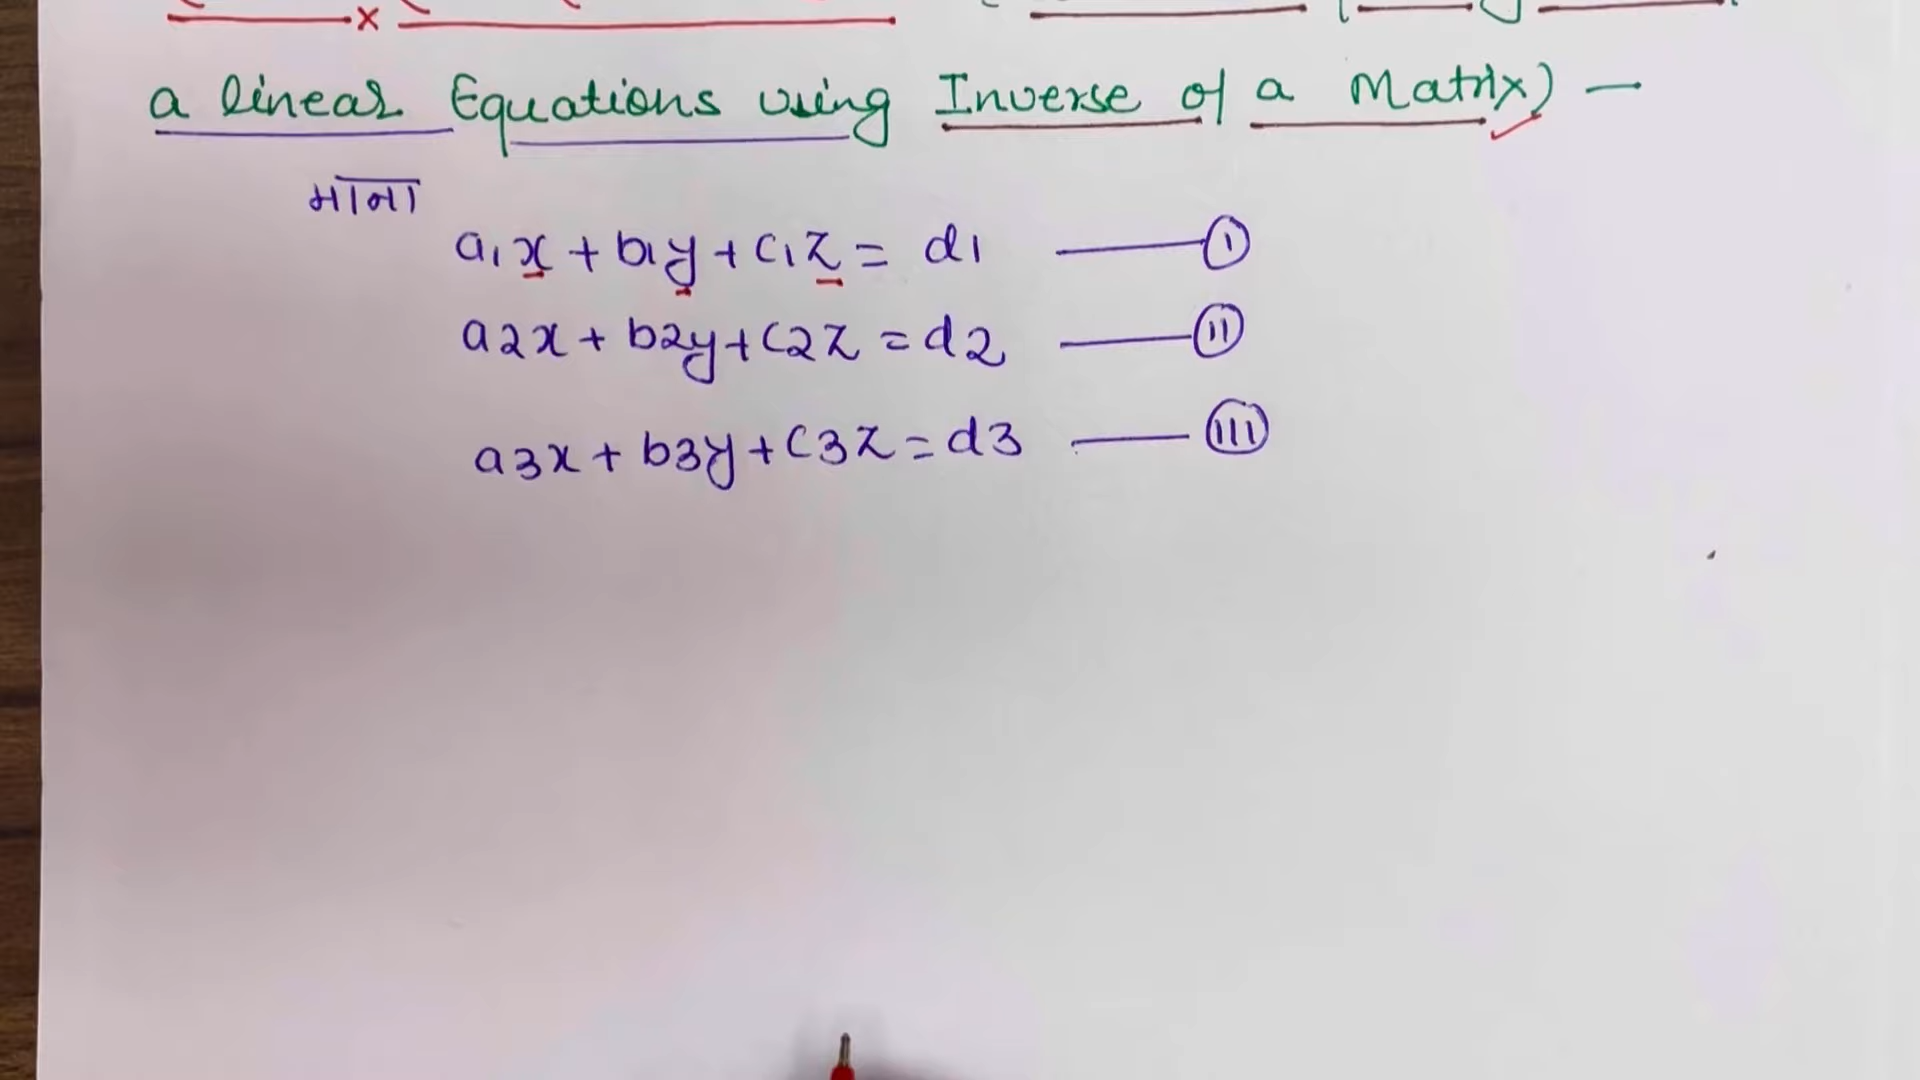 a linear Equations using Inverse of a Matrix) —
माना
a1x + b1y + c1z = d1 —— (I)
a2x + b2y + c2z = d2 —— (II)
a3x + b3y + c3z = d3 —— (III)